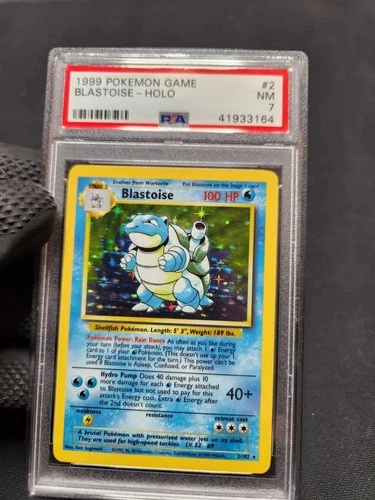 1999 POKEMON GAME #2
BLASTOISE-HOLO NM
7
PSA 41933164
STAGE 2 Evolves from Wartortle Put Blastoise on the Stage 1 card
Blastoise 100 HP
Shellfish Pokémon. Length: 5' 3", Weight: 189 lbs.
Pokémon Power: Rain Dance As often as you like during
your turn (before your attack), you may attach 1 Energy
card to 1 of your Pokémon. (This doesn't use up your 1
Energy card attachment for the turn.) This power can't be
used if Blastoise is Asleep, Confused, or Paralyzed.
Hydro Pump Does 40 damage plus 10
more damage for each Energy attached
to Blastoise but not used to pay for this
attack's Energy cost. Extra Energy after
the 2nd doesn't count.
40+
weakness resistance retreat cost
A brutal Pokémon with pressurized water jets on its shell.
They are used for high-speed tackles. LV. 52 #9
2/102